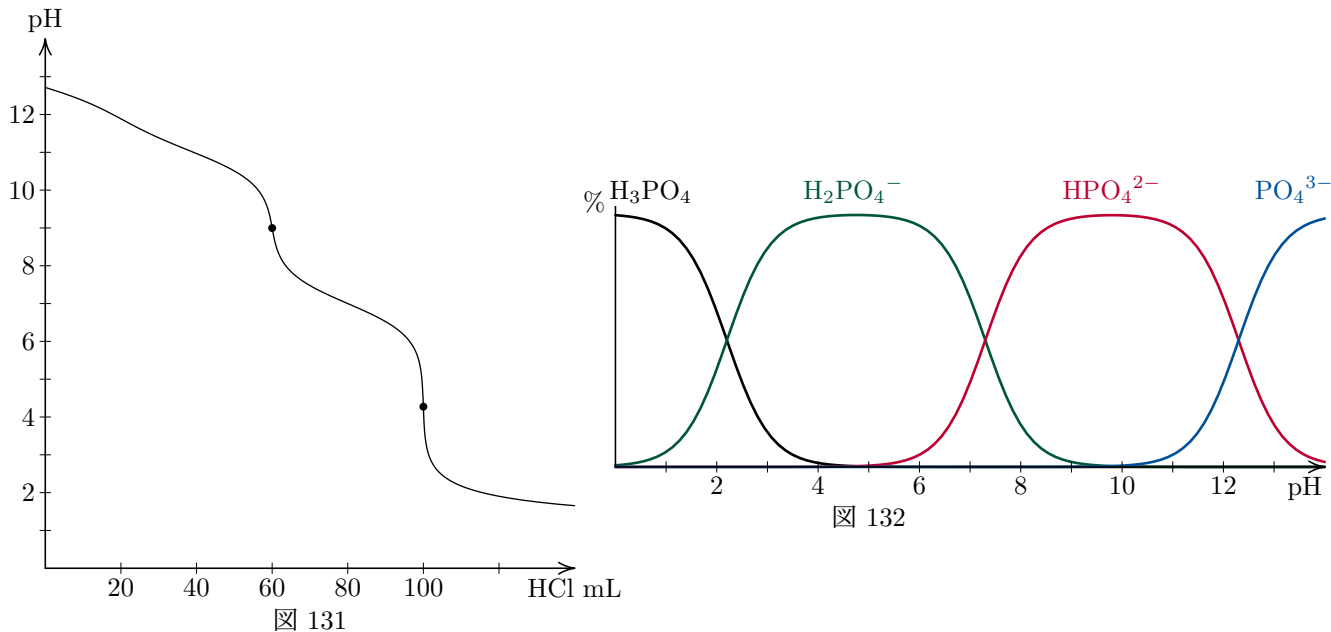 pH
12
10
8
6
4
2
20 40 60 80 100 HCl mL
図 131
% H₃PO₄ H₂PO₄⁻ HPO₄²⁻ PO₄³⁻
2 4 6 8 10 12 pH
図 132